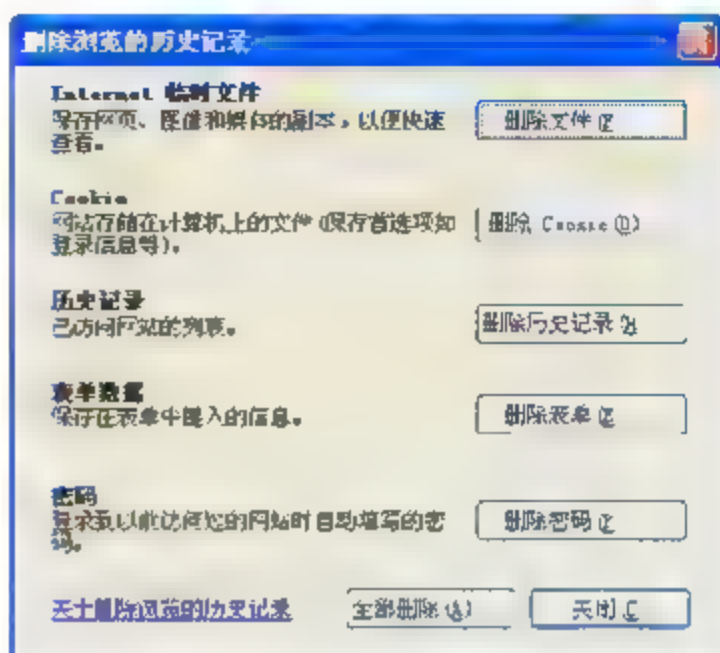 删除浏览的历史记录
Internet 临时文件
保存网页、图像和媒体的副本，以便快速
查看。
删除文件(F)
Cookie
网站存储在计算机上的文件(保存首选项如
登录信息等)。
删除 Cookie(O)
历史记录
已访问网站的列表。
删除历史记录(H)
表单数据
保存在表单中键入的信息。
删除表单(F)
密码
登录到以前访问过的网站时自动填写的密
码。
删除密码(P)
关于删除浏览的历史记录
全部删除(A)
关闭(C)